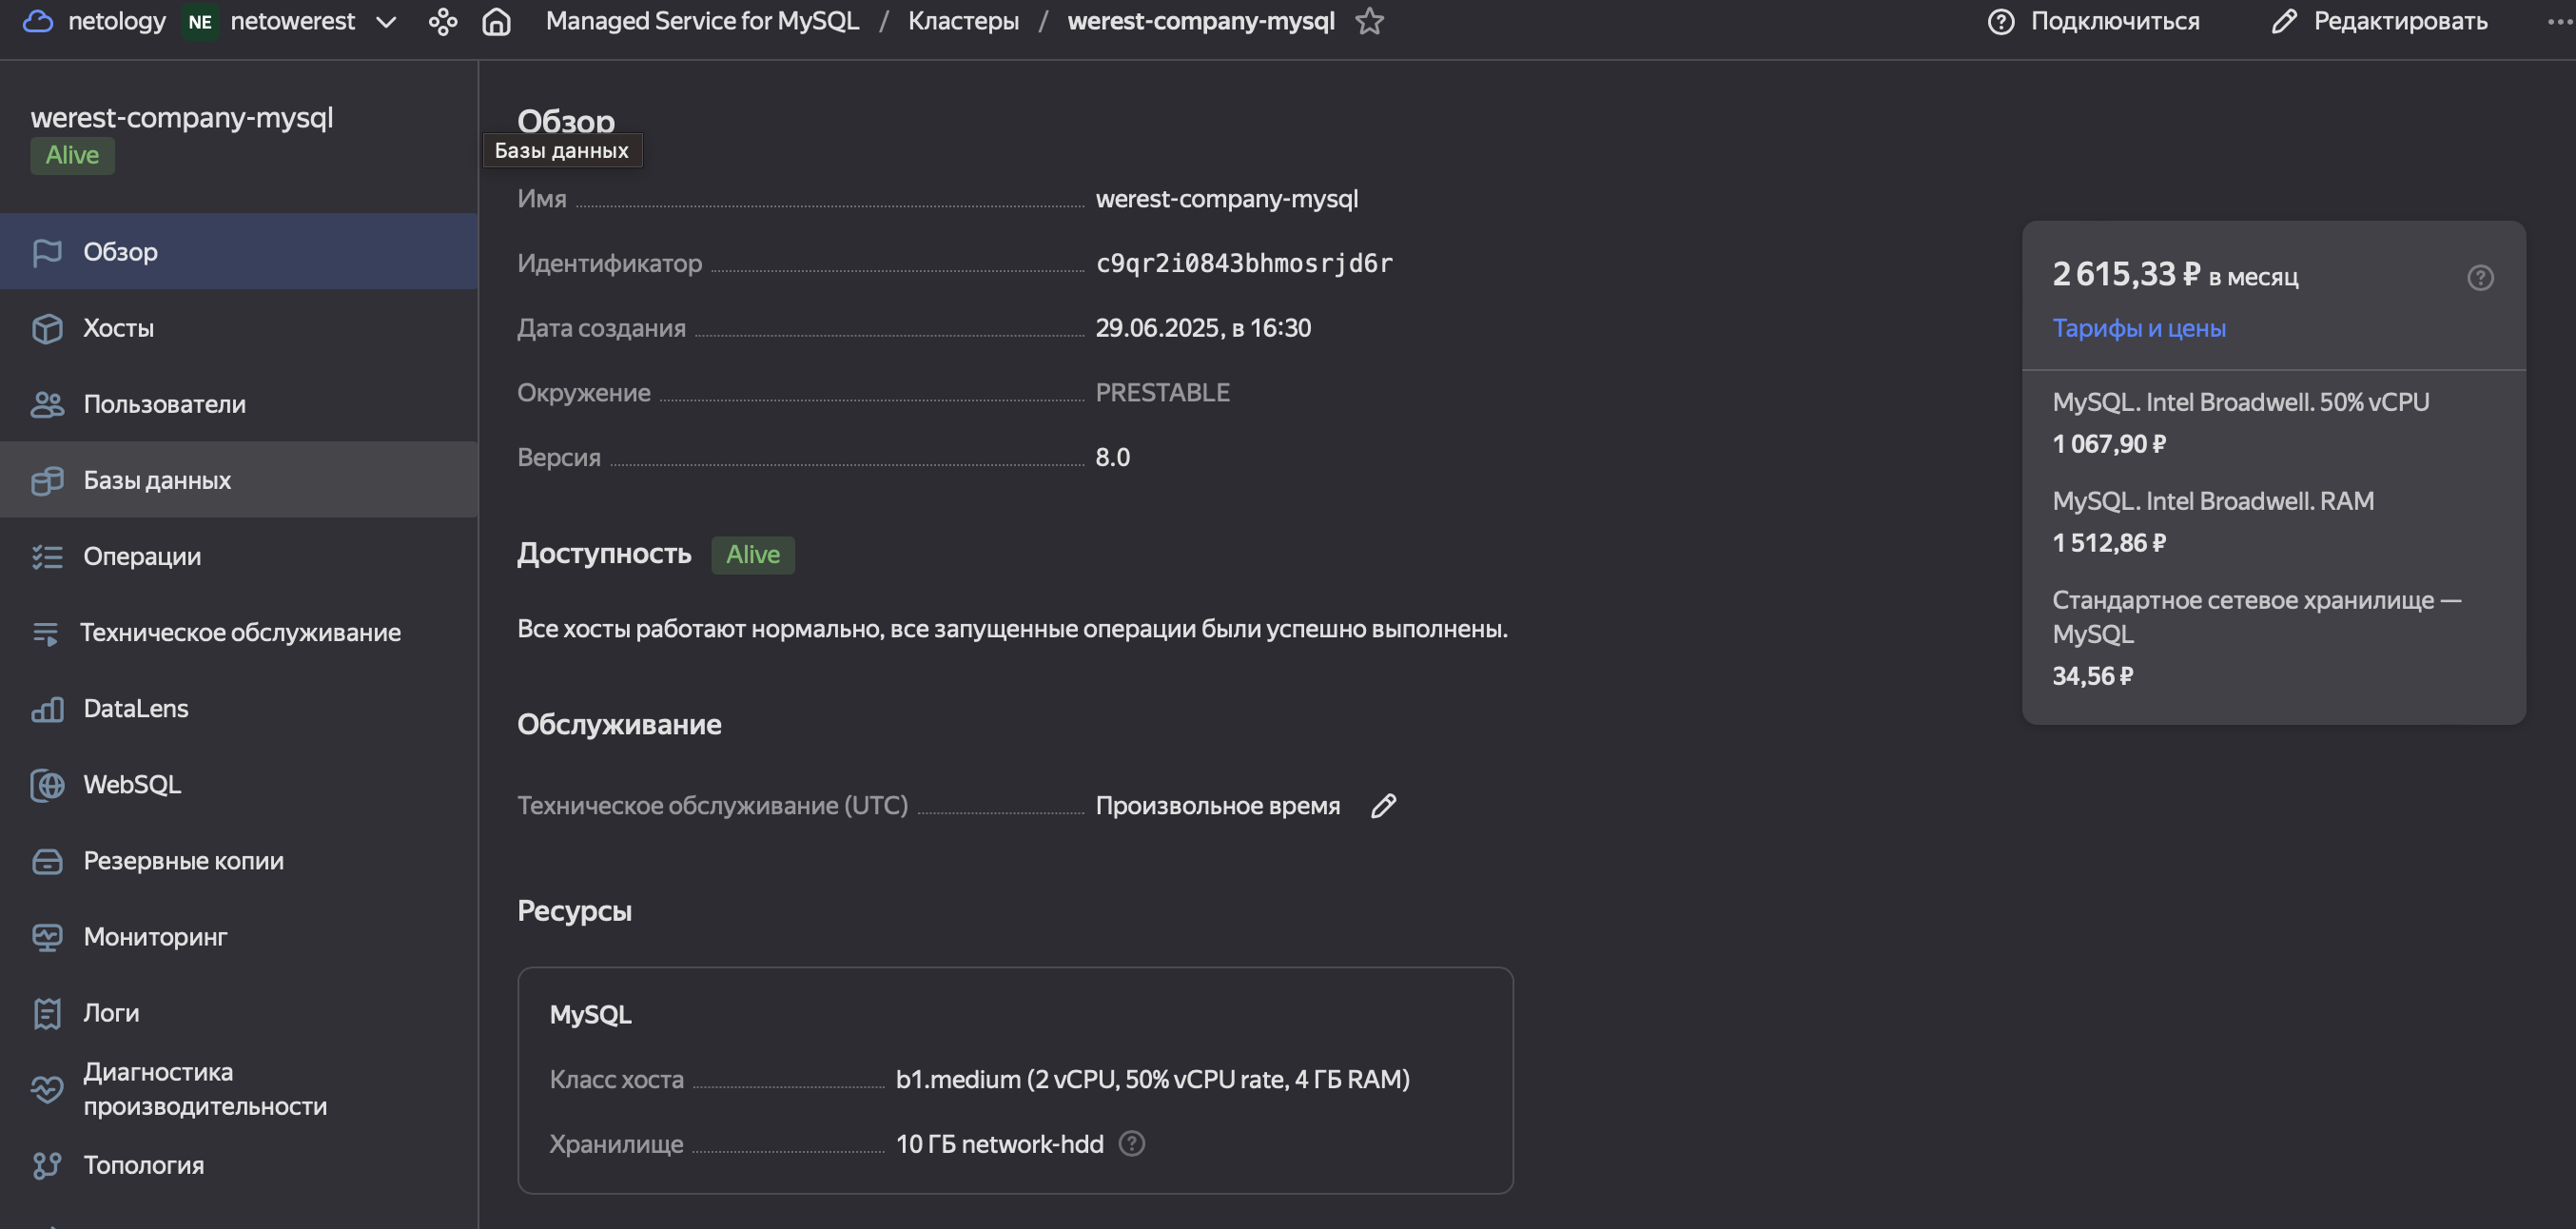 netology NE netowerest Managed Service for MySQL / Кластеры / werest-company-mysql Подключиться Редактировать
werest-company-mysql
Alive
Обзор
Хосты
Пользователи
Базы данных
Операции
Техническое обслуживание
DataLens
WebSQL
Резервные копии
Мониторинг
Логи
Диагностика
производительности
Топология
Обзор
Базы данных
Имя werest-company-mysql
Идентификатор c9qr2i0843bhmosrjd6r
Дата создания 29.06.2025, в 16:30
Окружение PRESTABLE
Версия 8.0
Доступность Alive
Все хосты работают нормально, все запущенные операции были успешно выполнены.
Обслуживание
Техническое обслуживание (UTC) Произвольное время
Ресурсы
MySQL
Класс хоста b1.medium (2 vCPU, 50% vCPU rate, 4 ГБ RAM)
Хранилище 10 ГБ network-hdd
2 615,33 ₽ в месяц
Тарифы и цены
MySQL. Intel Broadwell. 50% vCPU
1 067,90 ₽
MySQL. Intel Broadwell. RAM
1 512,86 ₽
Стандартное сетевое хранилище —
MySQL
34,56 ₽